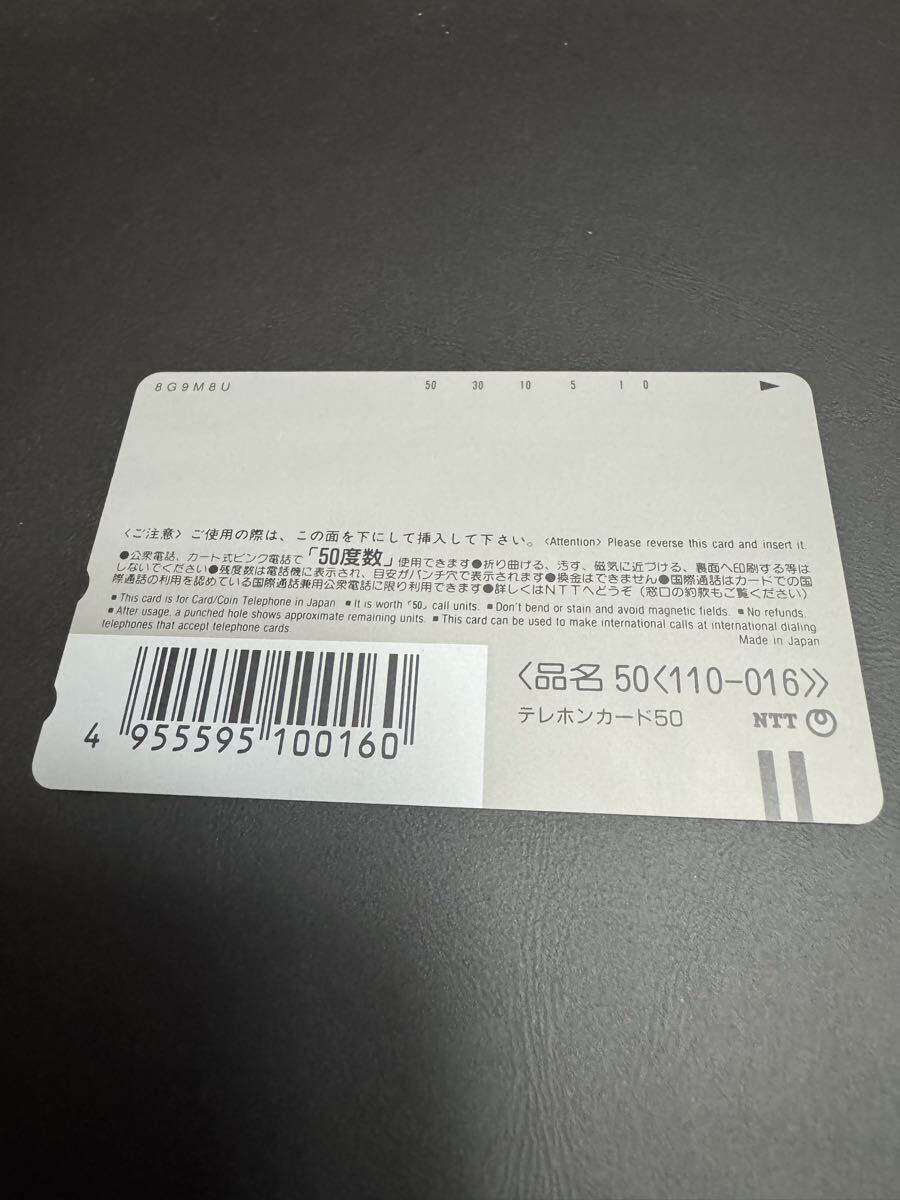 8G9M8U 50 30 10 5 1 0
〈ご注意〉ご使用の際は、この面を下にして挿入して下さい。〈Attention〉Please reverse this card and insert it.
●公衆電話、カード式ピンク電話で「50度数」使用できます●折り曲げる、汚す、磁気に近づける、裏面へ印刷する等は
しないでください●残度数は電話機に表示され、目安がパンチ穴で表示されます●換金はできません●国際通話はカードでの国
際通話の利用を認めている国際通話兼用公衆電話に限り利用できます●詳しくはNTTへどうぞ（窓口の約款もご覧ください）
■This card is for Card/Coin Telephone in Japan ■It is worth “50” call units. ■Don't bend or stain and avoid magnetic fields. ■No refunds.
■After usage, a punched hole shows approximate remaining units. ■This card can be used to make international calls at international dialing
telephones that accept telephone cards.
Made in Japan
〈品名 50〈110-016〉〉
テレホンカード50 NTT
4 955595 100160